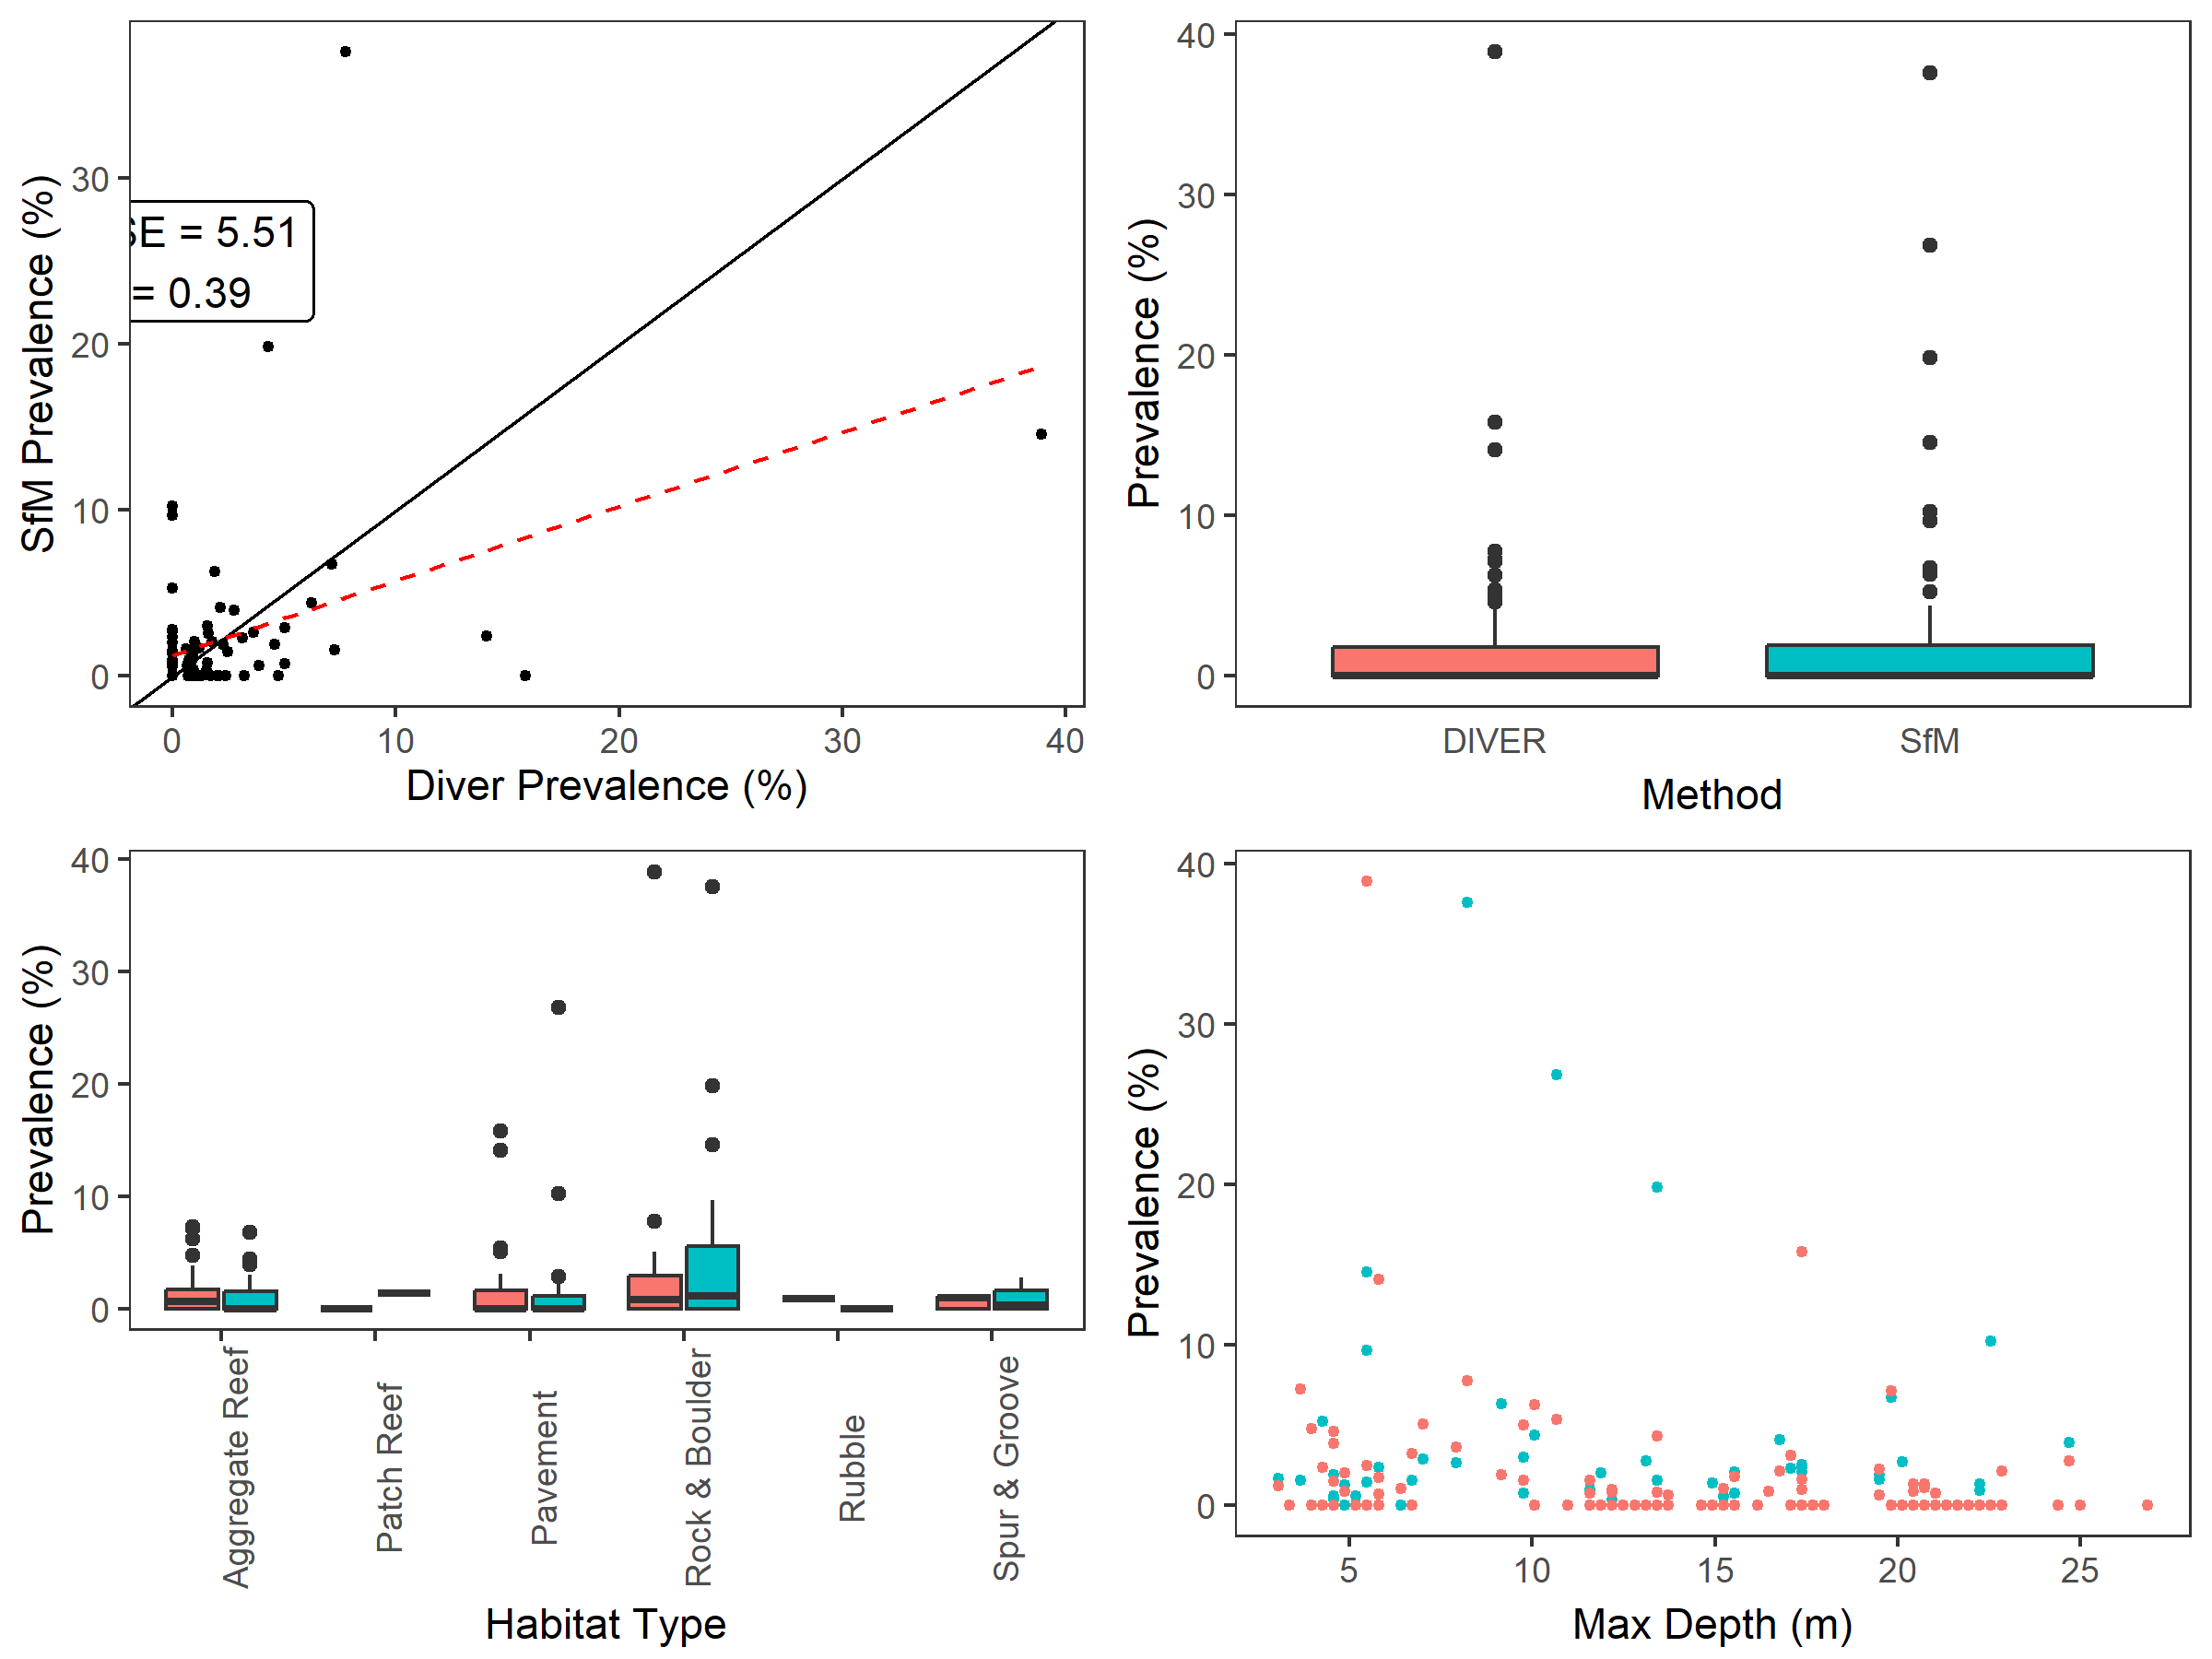 SfM Prevalence (%)
30
20
10
0
SE = 5.51
= 0.39
0 10 20 30 40
Diver Prevalence (%)
Prevalence (%)
40
30
20
10
0
DIVER SfM
Method
Prevalence (%)
40
30
20
10
0
Aggregate Reef
Patch Reef
Pavement
Rock & Boulder
Rubble
Spur & Groove
Habitat Type
Prevalence (%)
40
30
20
10
0
5 10 15 20 25
Max Depth (m)